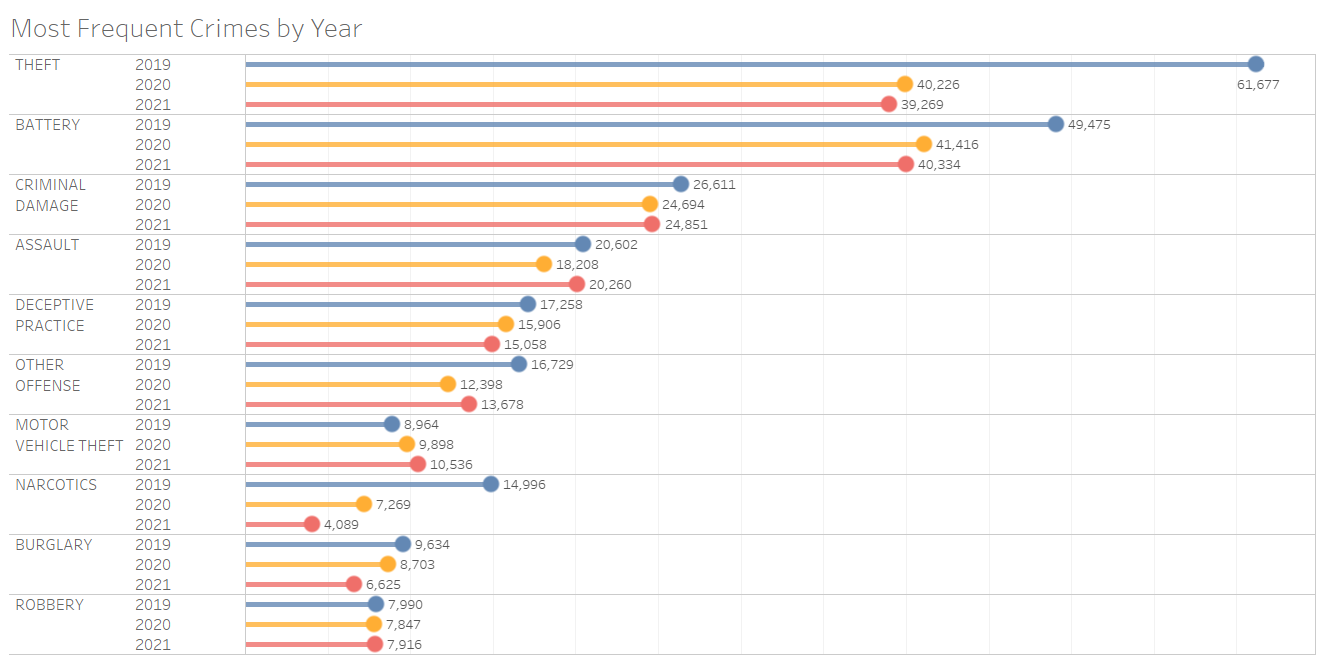 Most Frequent Crimes by Year
THEFT 2019
2020 40,226 61,677
2021 39,269
BATTERY 2019 49,475
2020 41,416
2021 40,334
CRIMINAL 2019 26,611
DAMAGE 2020 24,694
2021 24,851
ASSAULT 2019 20,602
2020 18,208
2021 20,260
DECEPTIVE 2019 17,258
PRACTICE 2020 15,906
2021 15,058
OTHER 2019 16,729
OFFENSE 2020 12,398
2021 13,678
MOTOR 2019 8,964
VEHICLE THEFT 2020 9,898
2021 10,536
NARCOTICS 2019 14,996
2020 7,269
2021 4,089
BURGLARY 2019 9,634
2020 8,703
2021 6,625
ROBBERY 2019 7,990
2020 7,847
2021 7,916